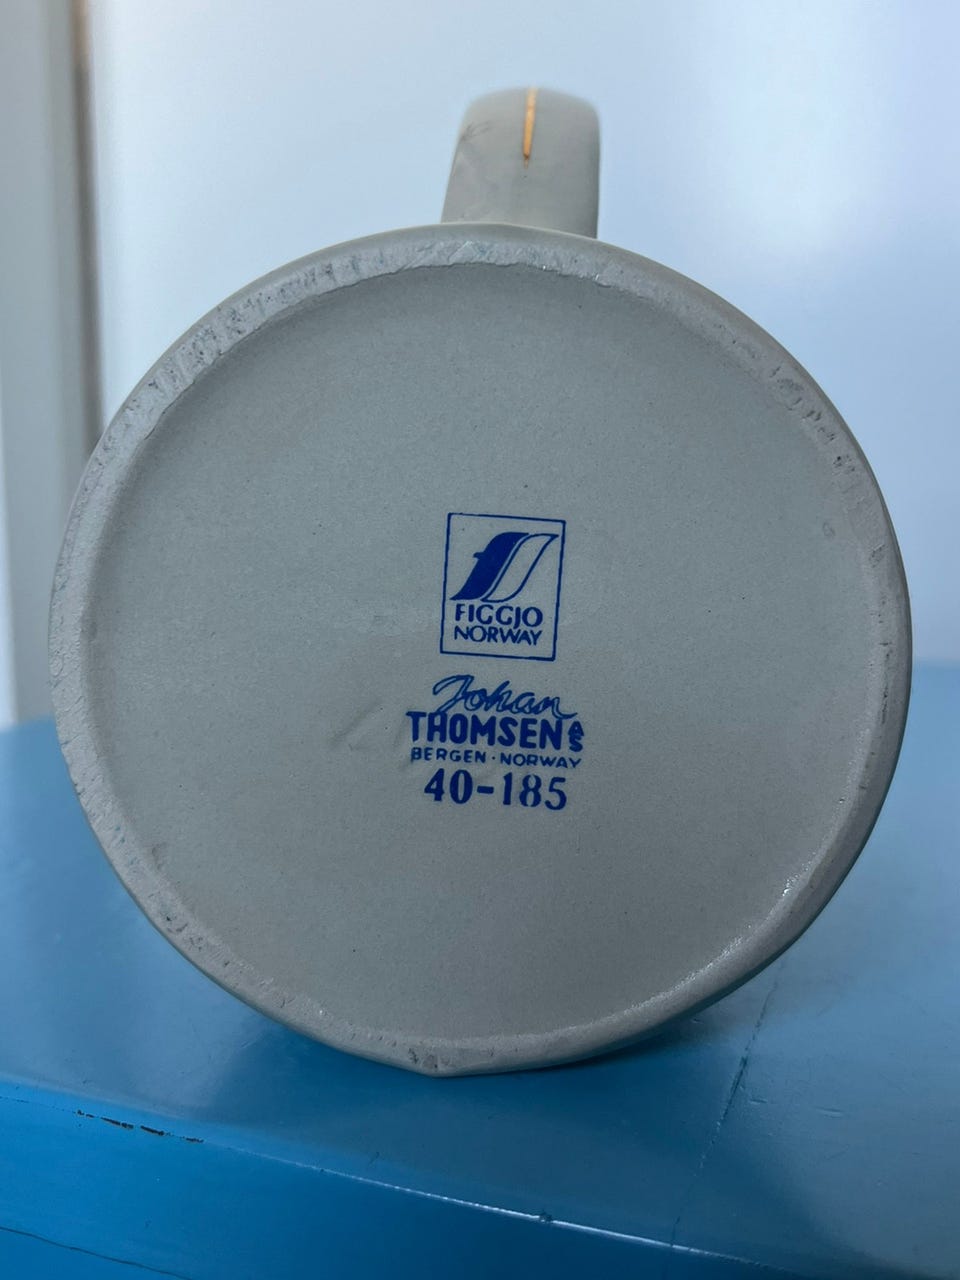 FIGGJO
NORWAY
Johan
THOMSEN A/S
BERGEN · NORWAY
40-185